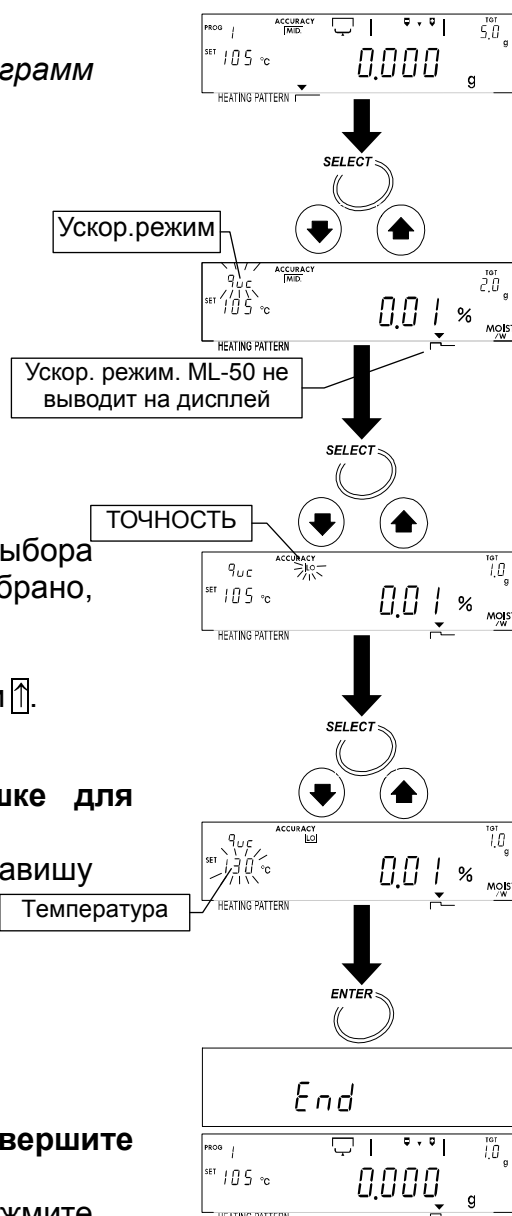 PROG 1 ACCURACY MID. TGT 5.0 g
грамм
SET 105 °c 0.000 g
HEATING PATTERN
SELECT
Ускор.режим
quc ACCURACY MID. TGT 2.0 g
SET 105 °c 0.01 % MOIST /W
HEATING PATTERN
Ускор. режим. ML-50 не
выводит на дисплей
SELECT
ТОЧНОСТЬ
ыбора
quc ACCURACY LO TGT 1.0 g
брано,
SET 105 °c 0.01 % MOIST /W
HEATING PATTERN
и ⇑.
SELECT
шке для
quc ACCURACY LO TGT 1.0 g
авишу
SET 130 °c 0.01 % MOIST /W
Температура
HEATING PATTERN
ENTER
End
вершите
PROG 1 TGT 1.0 g
SET 105 °c 0.000 g
жмите